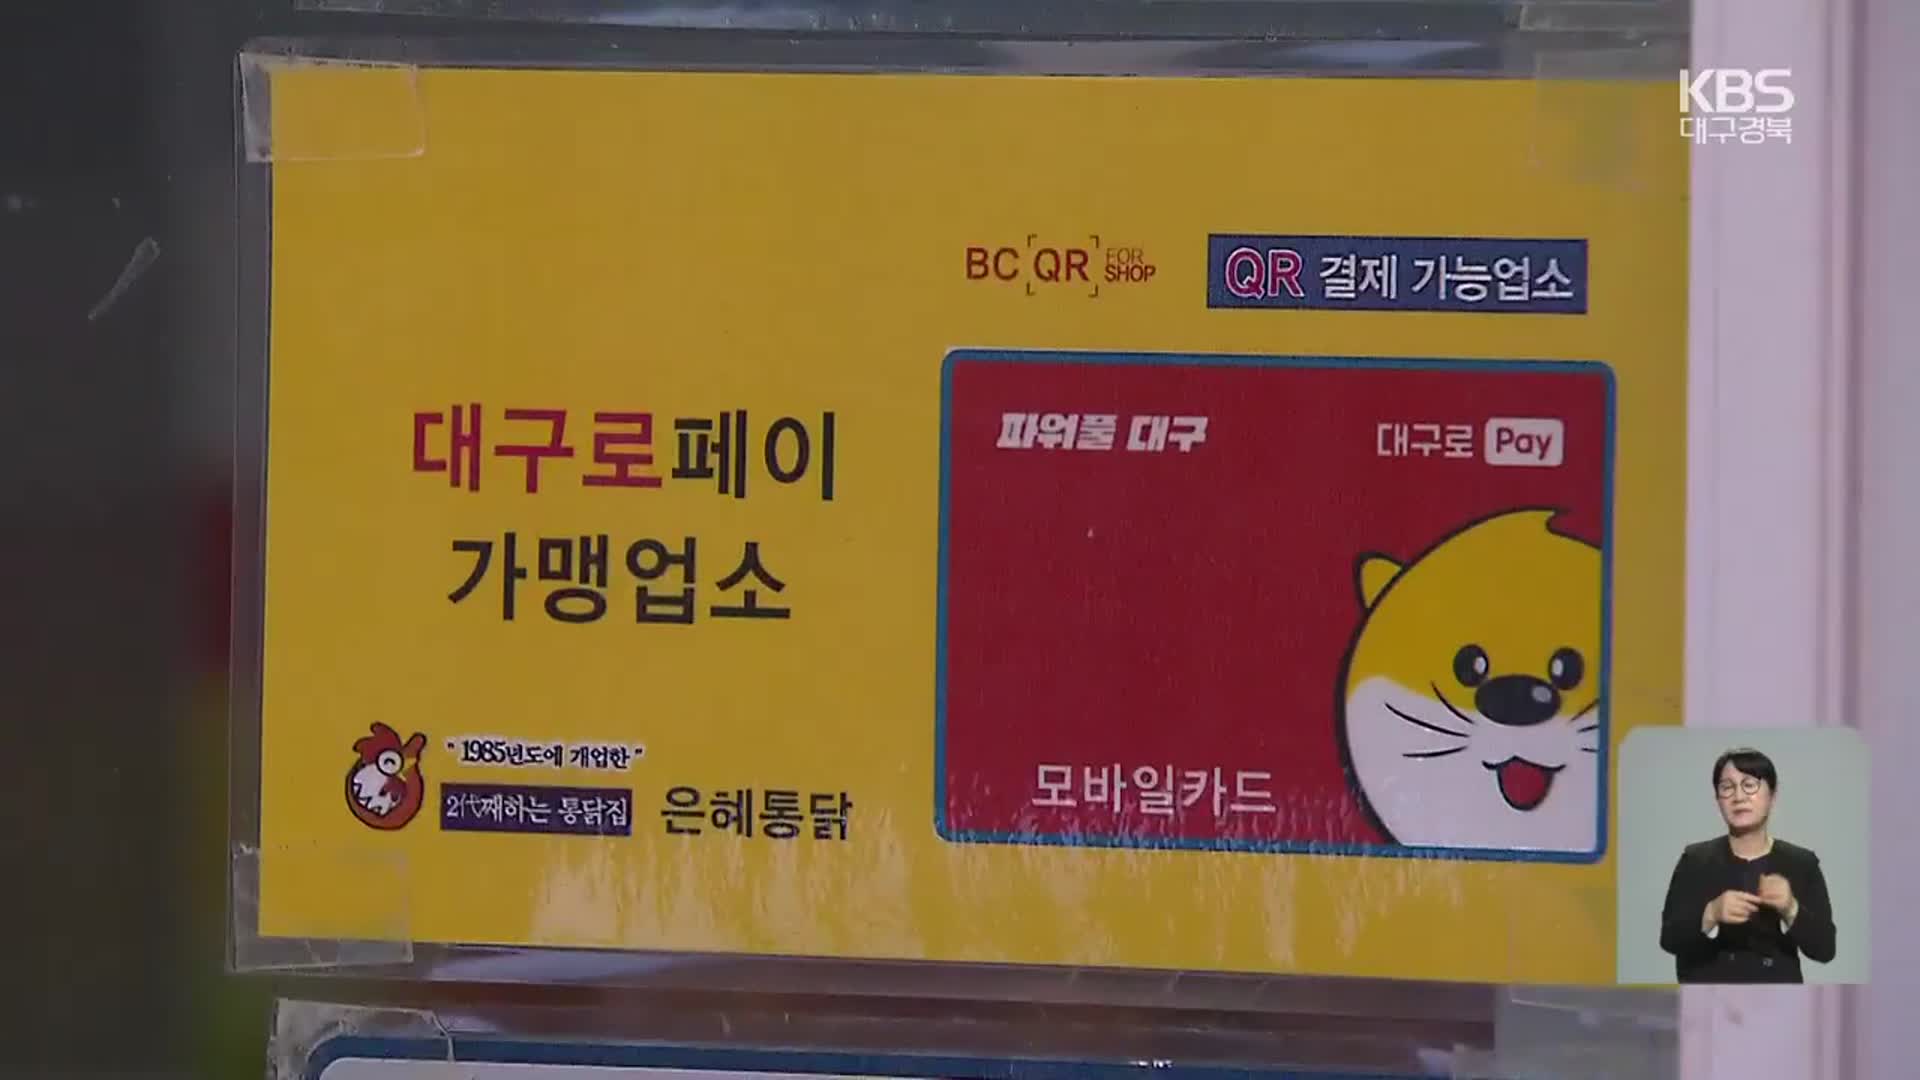 KBS
대구경북
BC QR FOR SHOP
QR 결제 가능업소
대구로페이
가맹업소
파워풀 대구
대구로 Pay
모바일카드
" 1985년도에 개업한 "
2代째하는 통닭집
은혜통닭